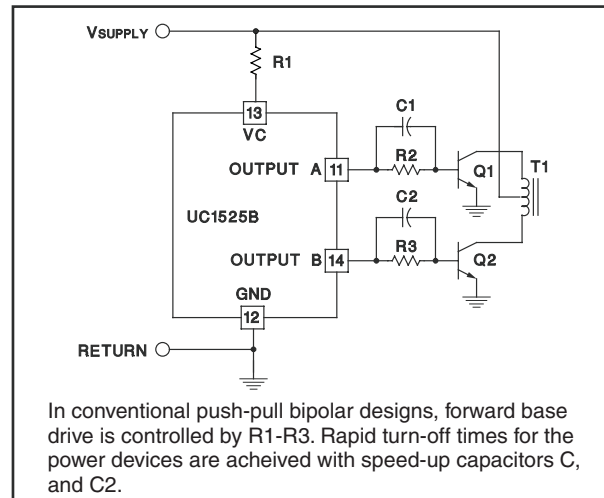 VSUPPLY
R1
13
VC
C1
OUTPUT A 11
R2
Q1
T1
UC1525B
C2
OUTPUT B 14
R3
Q2
GND
12
RETURN
In conventional push-pull bipolar designs, forward base
drive is controlled by R1-R3. Rapid turn-off times for the
power devices are acheived with speed-up capacitors C,
and C2.